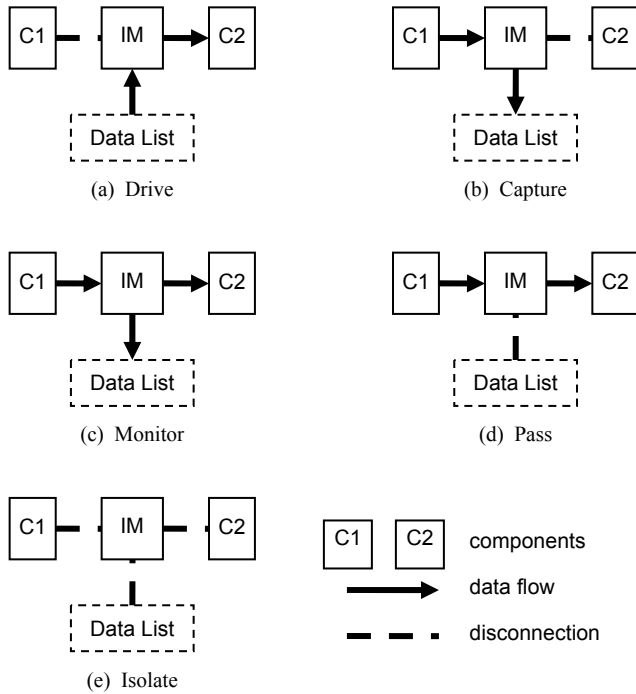 C1 IM C2
Data List
(a) Drive
C1 IM C2
Data List
(b) Capture
C1 IM C2
Data List
(c) Monitor
C1 IM C2
Data List
(d) Pass
C1 IM C2
Data List
(e) Isolate
C1 C2 components
data flow
disconnection